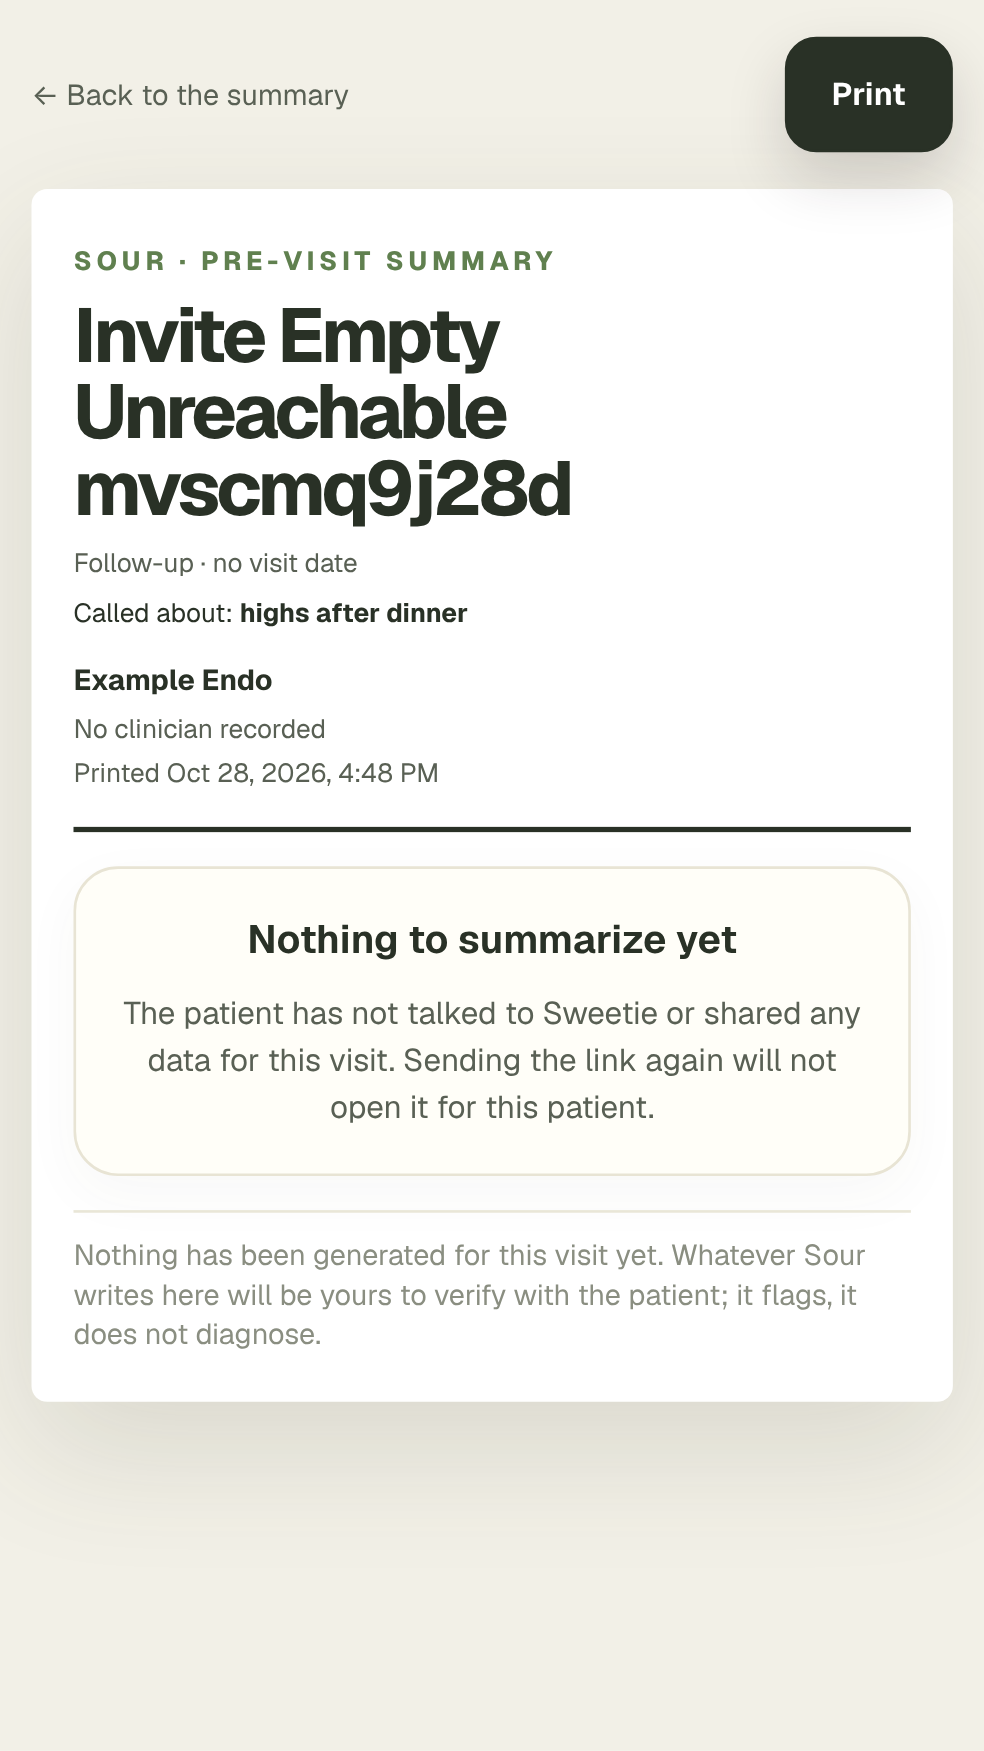 ← Back to the summary
Print
SOUR · PRE-VISIT SUMMARY
Invite Empty
Unreachable
mvscmq9j28d
Follow-up · no visit date
Called about: highs after dinner
Example Endo
No clinician recorded
Printed Oct 28, 2026, 4:48 PM
Nothing to summarize yet
The patient has not talked to Sweetie or shared any
data for this visit. Sending the link again will not
open it for this patient.
Nothing has been generated for this visit yet. Whatever Sour
writes here will be yours to verify with the patient; it flags, it
does not diagnose.